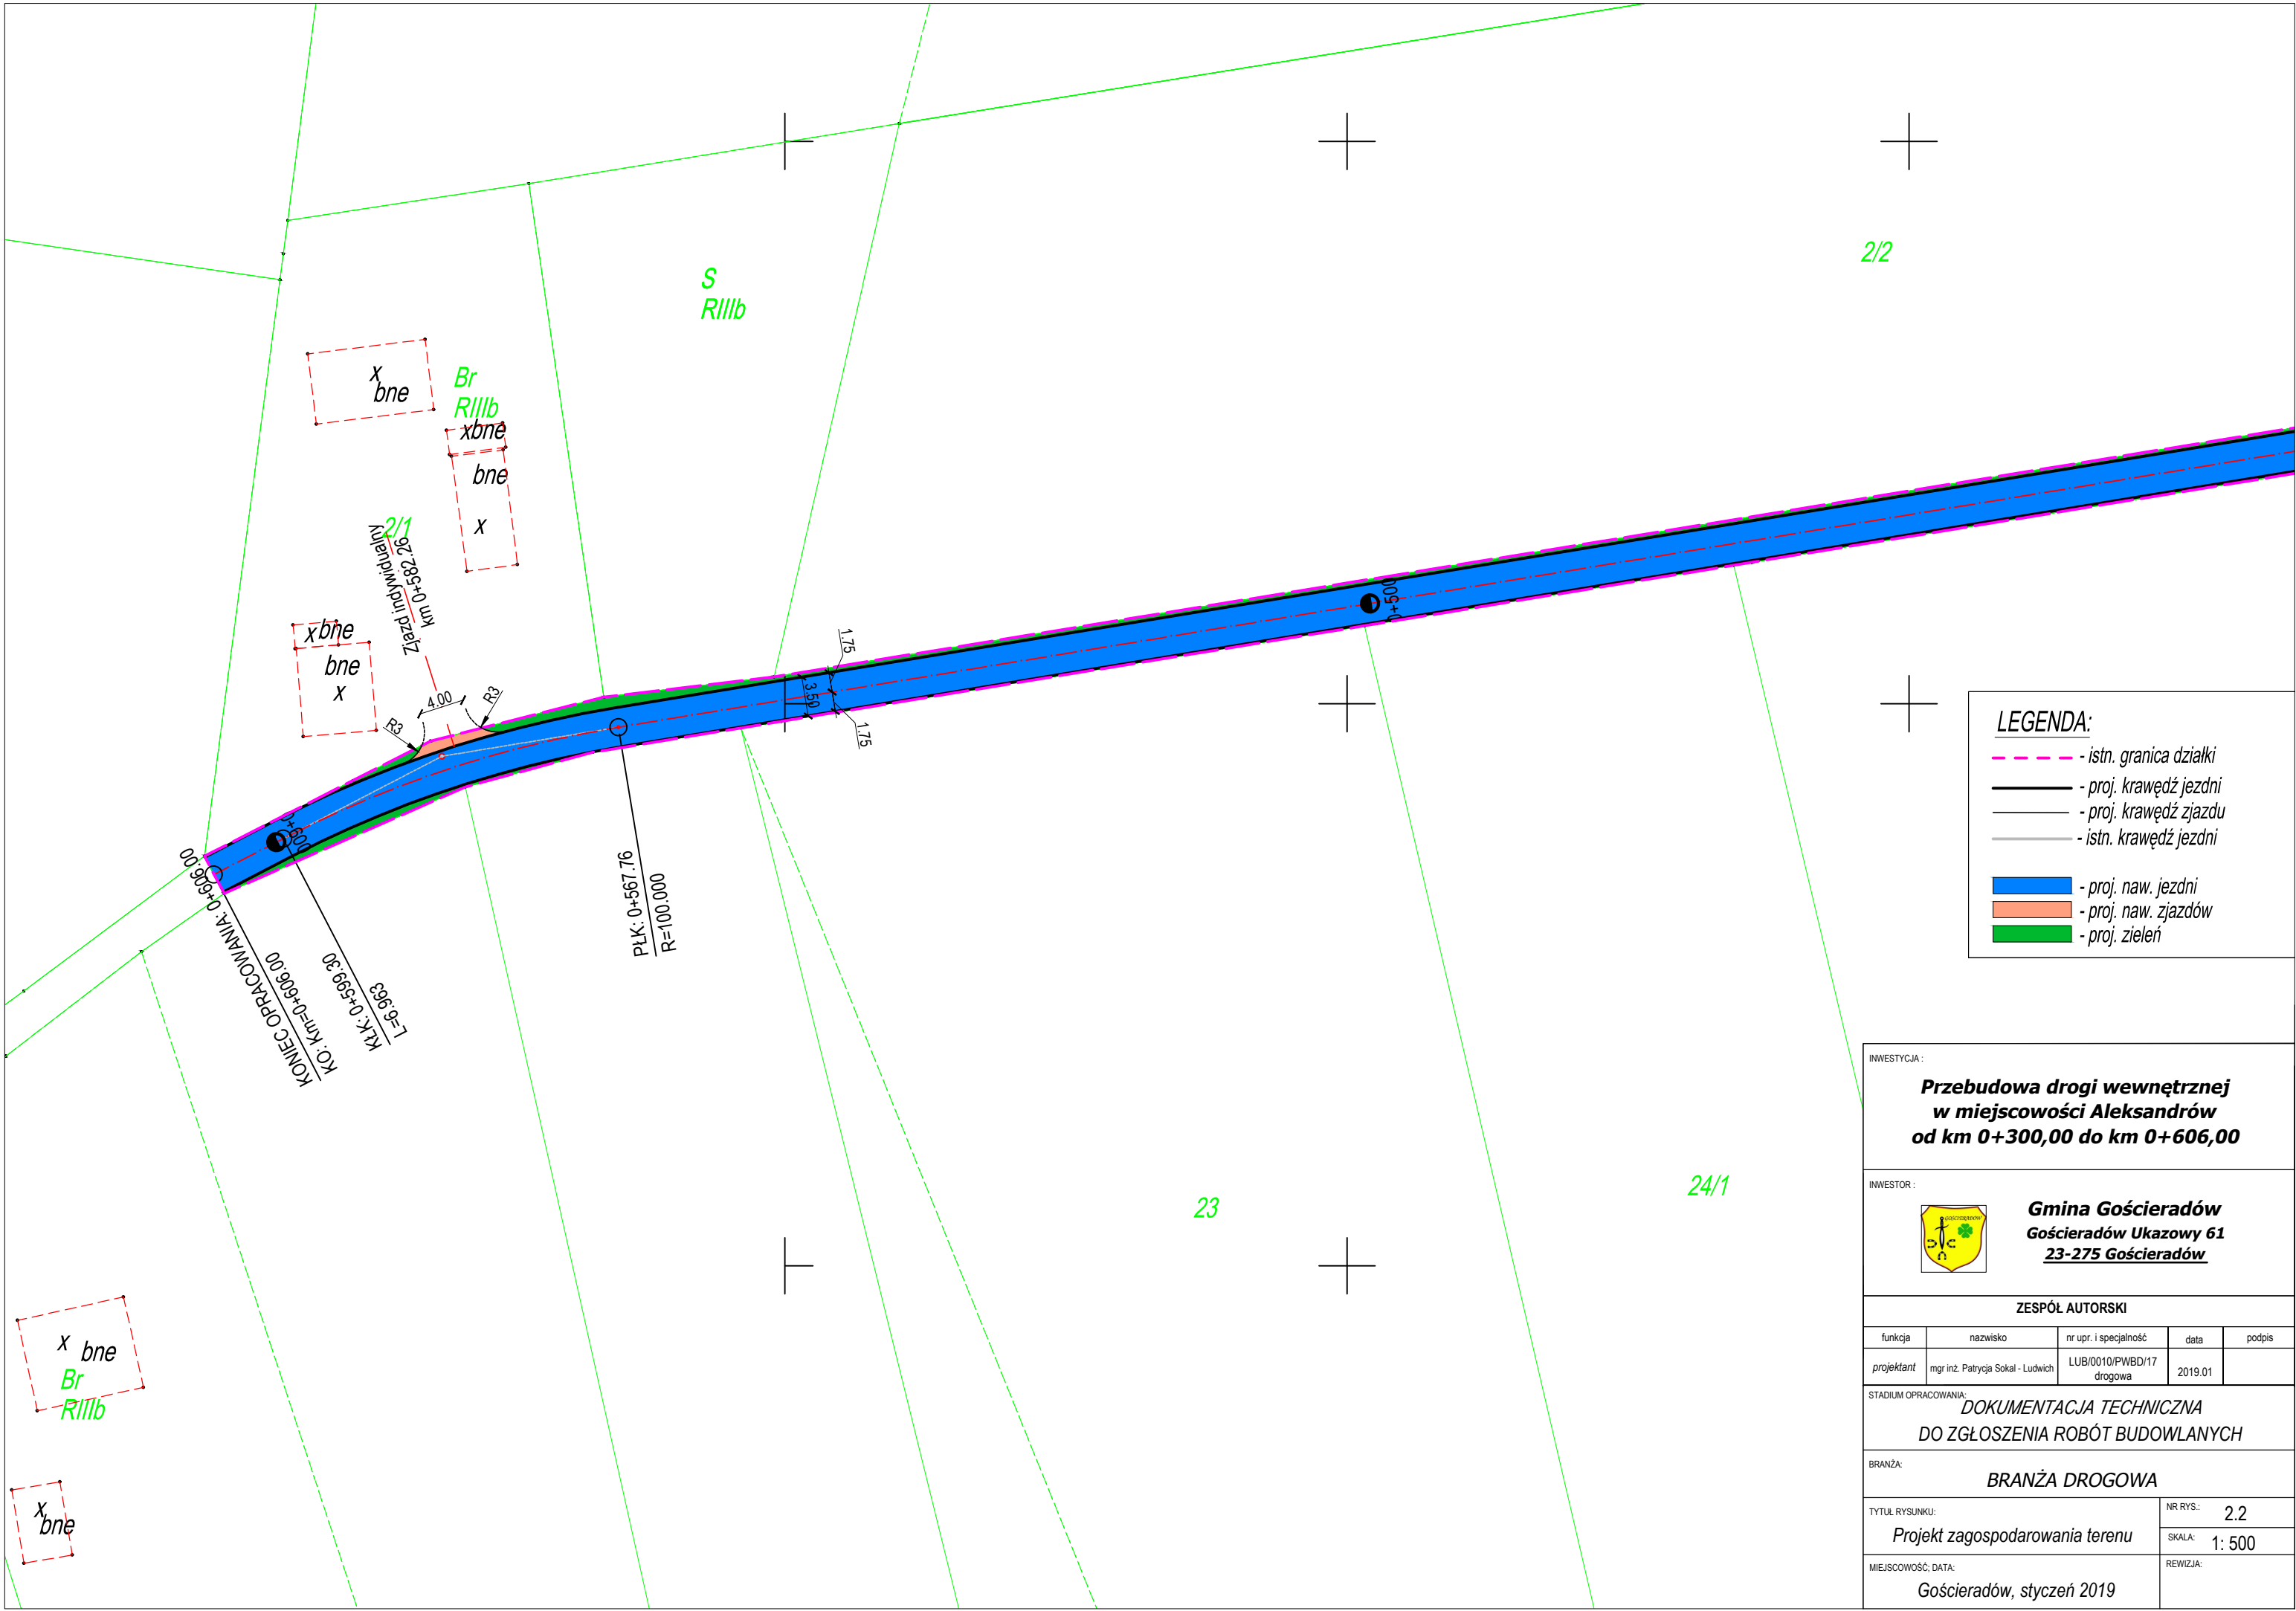 2/2
S
RIIIb
x
bne
Br
RIIIb
xbne
bne
x
2/1
Zjazd indywidualny
km 0+582.26
xbne
bne
x
4.00
R3
R3
1.75
3.50
1.75
0+500
0+600
KONIEC OPRACOWANIA: 0+606.00
KO: Km=0+606.00
KŁK: 0+599.30
L=6.963
PŁK: 0+567.76
R=100.000
23
24/1
x
bne
Br
RIIIb
x
bne
LEGENDA:
- istn. granica działki
- proj. krawędź jezdni
- proj. krawędź zjazdu
- istn. krawędź jezdni
- proj. naw. jezdni
- proj. naw. zjazdów
- proj. zieleń
INWESTYCJA :
Przebudowa drogi wewnętrznej
w miejscowości Aleksandrów
od km 0+300,00 do km 0+606,00
INWESTOR :
GOŚCIERADÓW
Gmina Gościeradów
Gościeradów Ukazowy 61
23-275 Gościeradów
ZESPÓŁ AUTORSKI
funkcja nazwisko nr upr. i specjalność data podpis
projektant mgr inż. Patrycja Sokal - Ludwich LUB/0010/PWBD/17 drogowa 2019.01
STADIUM OPRACOWANIA:
DOKUMENTACJA TECHNICZNA
DO ZGŁOSZENIA ROBÓT BUDOWLANYCH
BRANŻA:
BRANŻA DROGOWA
TYTUŁ RYSUNKU:
Projekt zagospodarowania terenu
NR RYS.: 2.2
SKALA: 1: 500
MIEJSCOWOŚĆ; DATA:
Gościeradów, styczeń 2019
REWIZJA: